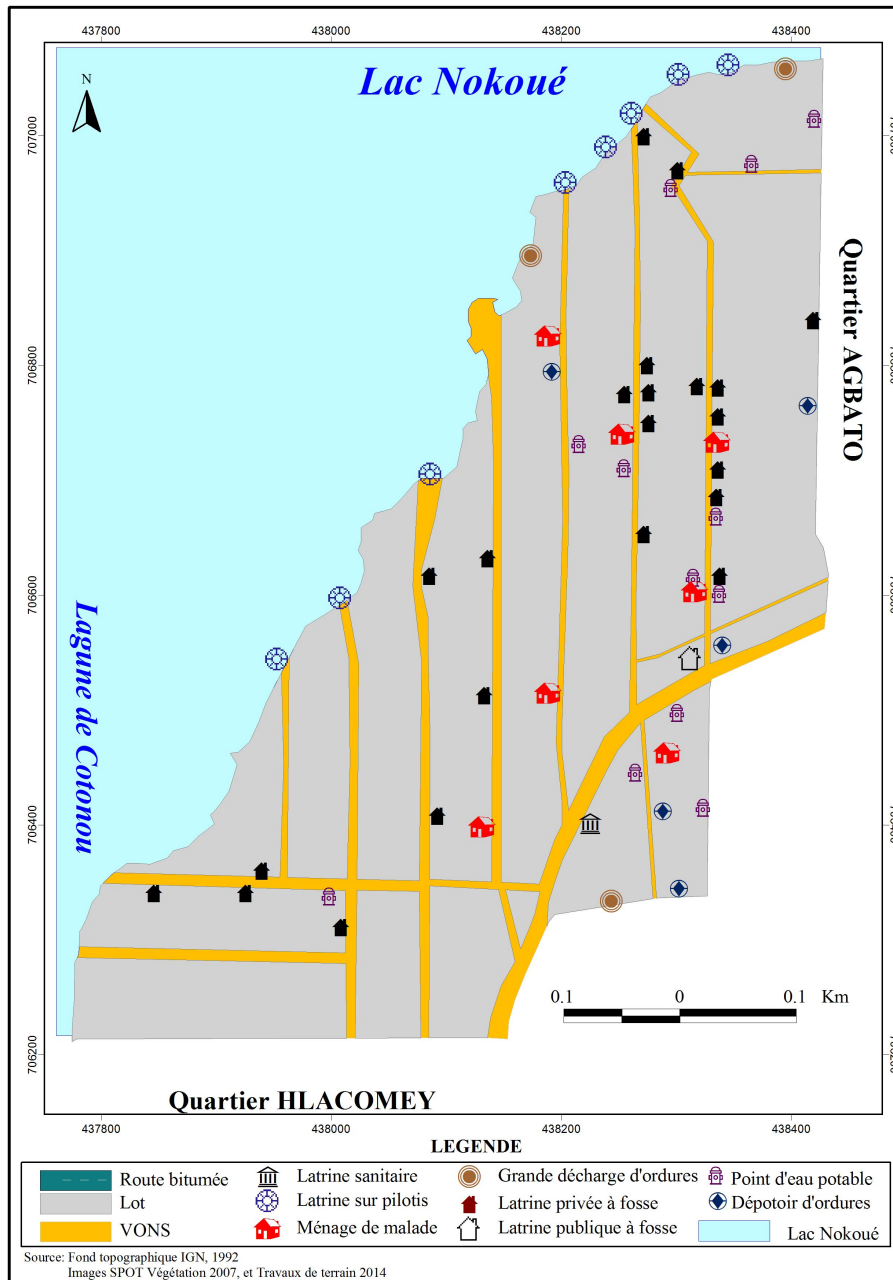 437800 438000 438200 438400
N
Lac Nokoué
707000
706800
706600
706400
Quartier AGBATO
Lagune de Cotonou
0.1 0 0.1 Km
Quartier HLACOMEY
437800 438000 438200 438400
LEGENDE
Route bitumée
Lot
VONS
Latrine sanitaire
Latrine sur pilotis
Ménage de malade
Grande décharge d'ordures
Latrine privée à fosse
Latrine publique à fosse
Point d'eau potable
Dépotoir d'ordures
Lac Nokoué
Source: Fond topographique IGN, 1992
Images SPOT Végétation 2007, et Travaux de terrain 2014
706200